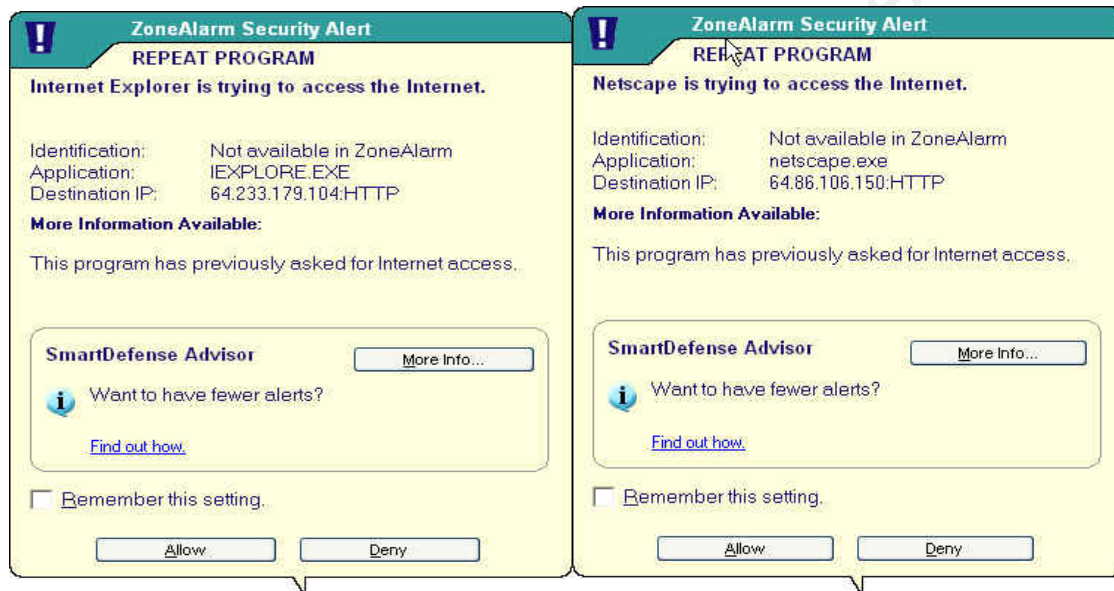 ZoneAlarm Security Alert
REPEAT PROGRAM
Internet Explorer is trying to access the Internet.
Identification: Not available in ZoneAlarm
Application: IEXPLORE.EXE
Destination IP: 64.233.179.104:HTTP
More Information Available:
This program has previously asked for Internet access.
SmartDefense Advisor
More Info...
Want to have fewer alerts?
Find out how.
Remember this setting.
Allow Deny
ZoneAlarm Security Alert
REPEAT PROGRAM
Netscape is trying to access the Internet.
Identification: Not available in ZoneAlarm
Application: netscape.exe
Destination IP: 64.86.106.150:HTTP
More Information Available:
This program has previously asked for Internet access.
SmartDefense Advisor
More Info...
Want to have fewer alerts?
Find out how.
Remember this setting.
Allow Deny